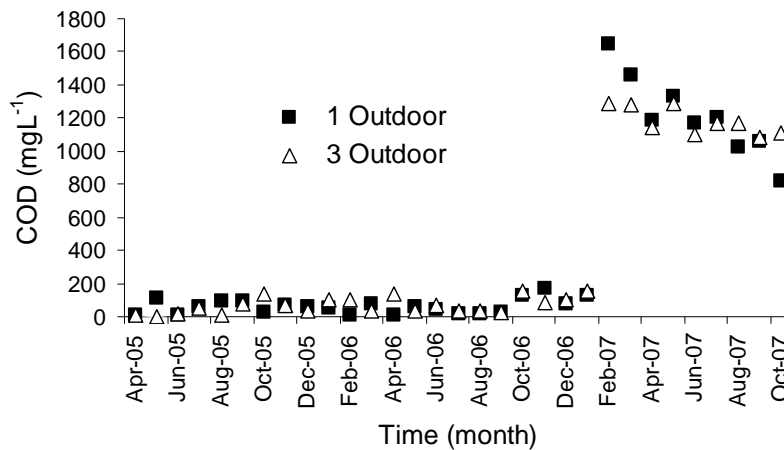 1800
1600
1400
1200
1000
800
600
400
200
0
COD (mgL⁻¹)
1 Outdoor
3 Outdoor
Apr-05
Jun-05
Aug-05
Oct-05
Dec-05
Feb-06
Apr-06
Jun-06
Aug-06
Oct-06
Dec-06
Feb-07
Apr-07
Jun-07
Aug-07
Oct-07
Time (month)